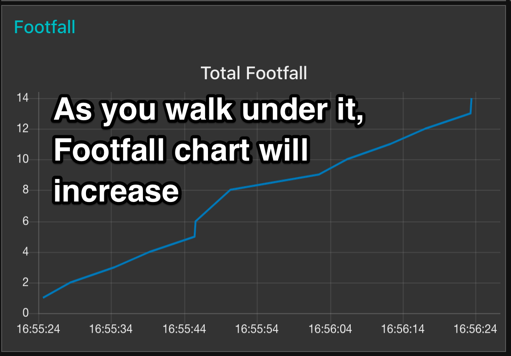 Footfall
Total Footfall
14
12
10
8
6
4
2
0
As you walk under it,
Footfall chart will
increase
16:55:24 16:55:34 16:55:44 16:55:54 16:56:04 16:56:14 16:56:24